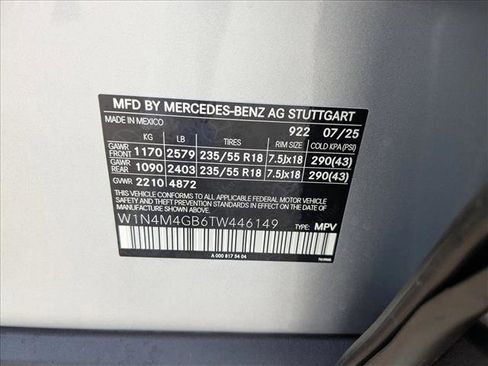 MFD BY MERCEDES-BENZ AG STUTTGART
MADE IN MEXICO 922 07/25
KG LB TIRES RIM SIZE COLD KPA (PSI)
GAWR FRONT 1170 2579 235/55 R18 7.5Jx18 290(43)
GAWR REAR 1090 2403 235/55 R18 7.5Jx18 290(43)
GVWR 2210 4872
THIS VEHICLE CONFORMS TO ALL APPLICABLE FEDERAL MOTOR VEHICLE
SAFETY, BUMPER, AND THEFT PREVENTION STANDARDS IN EFFECT
ON THE DATE OF MANUFACTURE SHOWN ABOVE.
W1N4M4GB6TW446149 TYPE: MPV
A 000 817 54 04